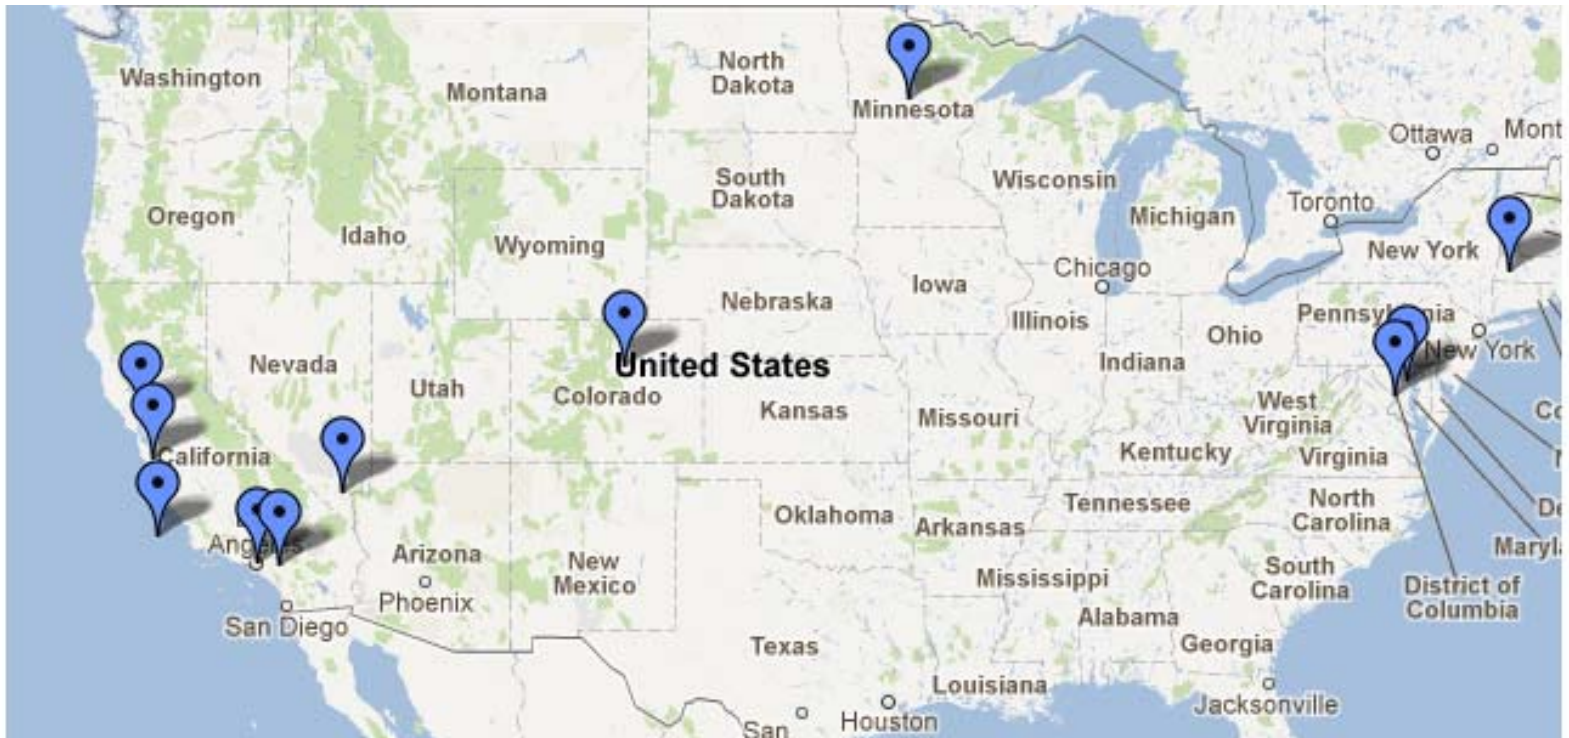 Washington
Montana
North
Dakota
Minnesota
Ottawa
Mont
Oregon
Idaho
Wyoming
South
Dakota
Wisconsin
Michigan
Toronto
New York
Nebraska
Iowa
Chicago
Illinois
Indiana
Ohio
New York
Nevada
Utah
United States
Colorado
Kansas
Missouri
West
Virginia
Kentucky
Virginia
California
Co
N
De
Maryla
District of
Columbia
Oklahoma
Arkansas
Tennessee
North
Carolina
Arizona
Phoenix
New
Mexico
Mississippi
Alabama
South
Carolina
Georgia
San Diego
Texas
Louisiana
San
Houston
Jacksonville